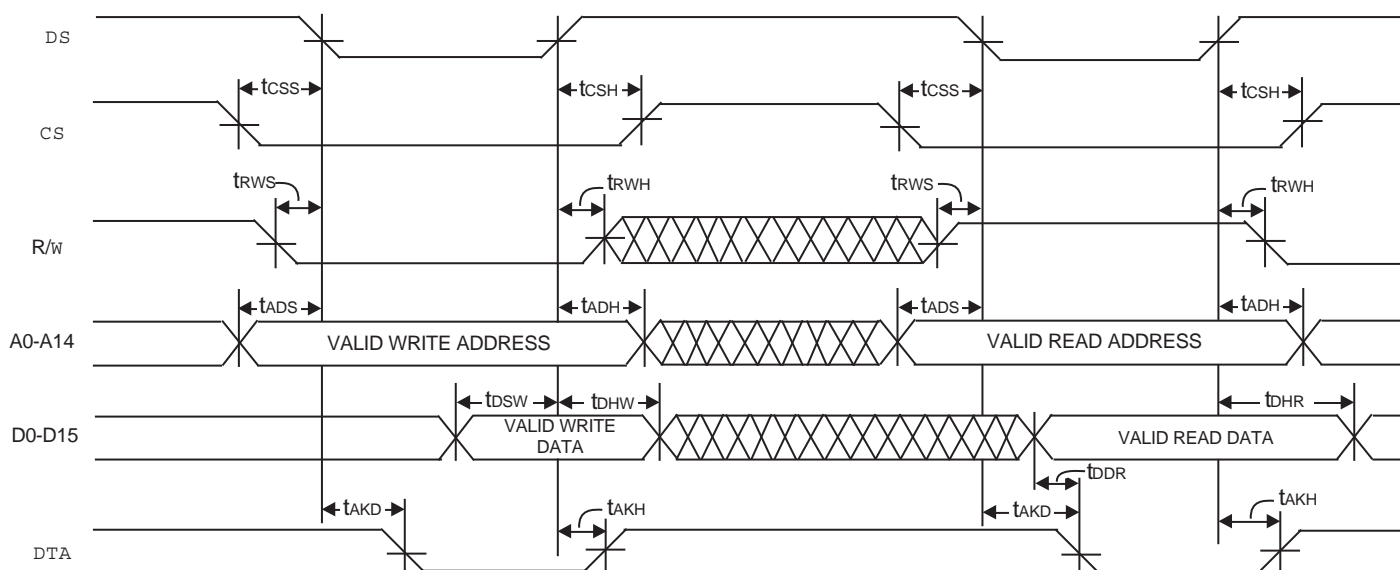 DS
tCSS
tCSH
tCSS
tCSH
CS
tRWS
tRWH
tRWS
tRWH
R/W
tADS
tADH
tADS
tADH
A0-A14
VALID WRITE ADDRESS
VALID READ ADDRESS
tDSW
tDHW
tDHR
D0-D15
VALID WRITE
DATA
VALID READ DATA
tDDR
tAKD
tAKH
tAKD
tAKH
DTA